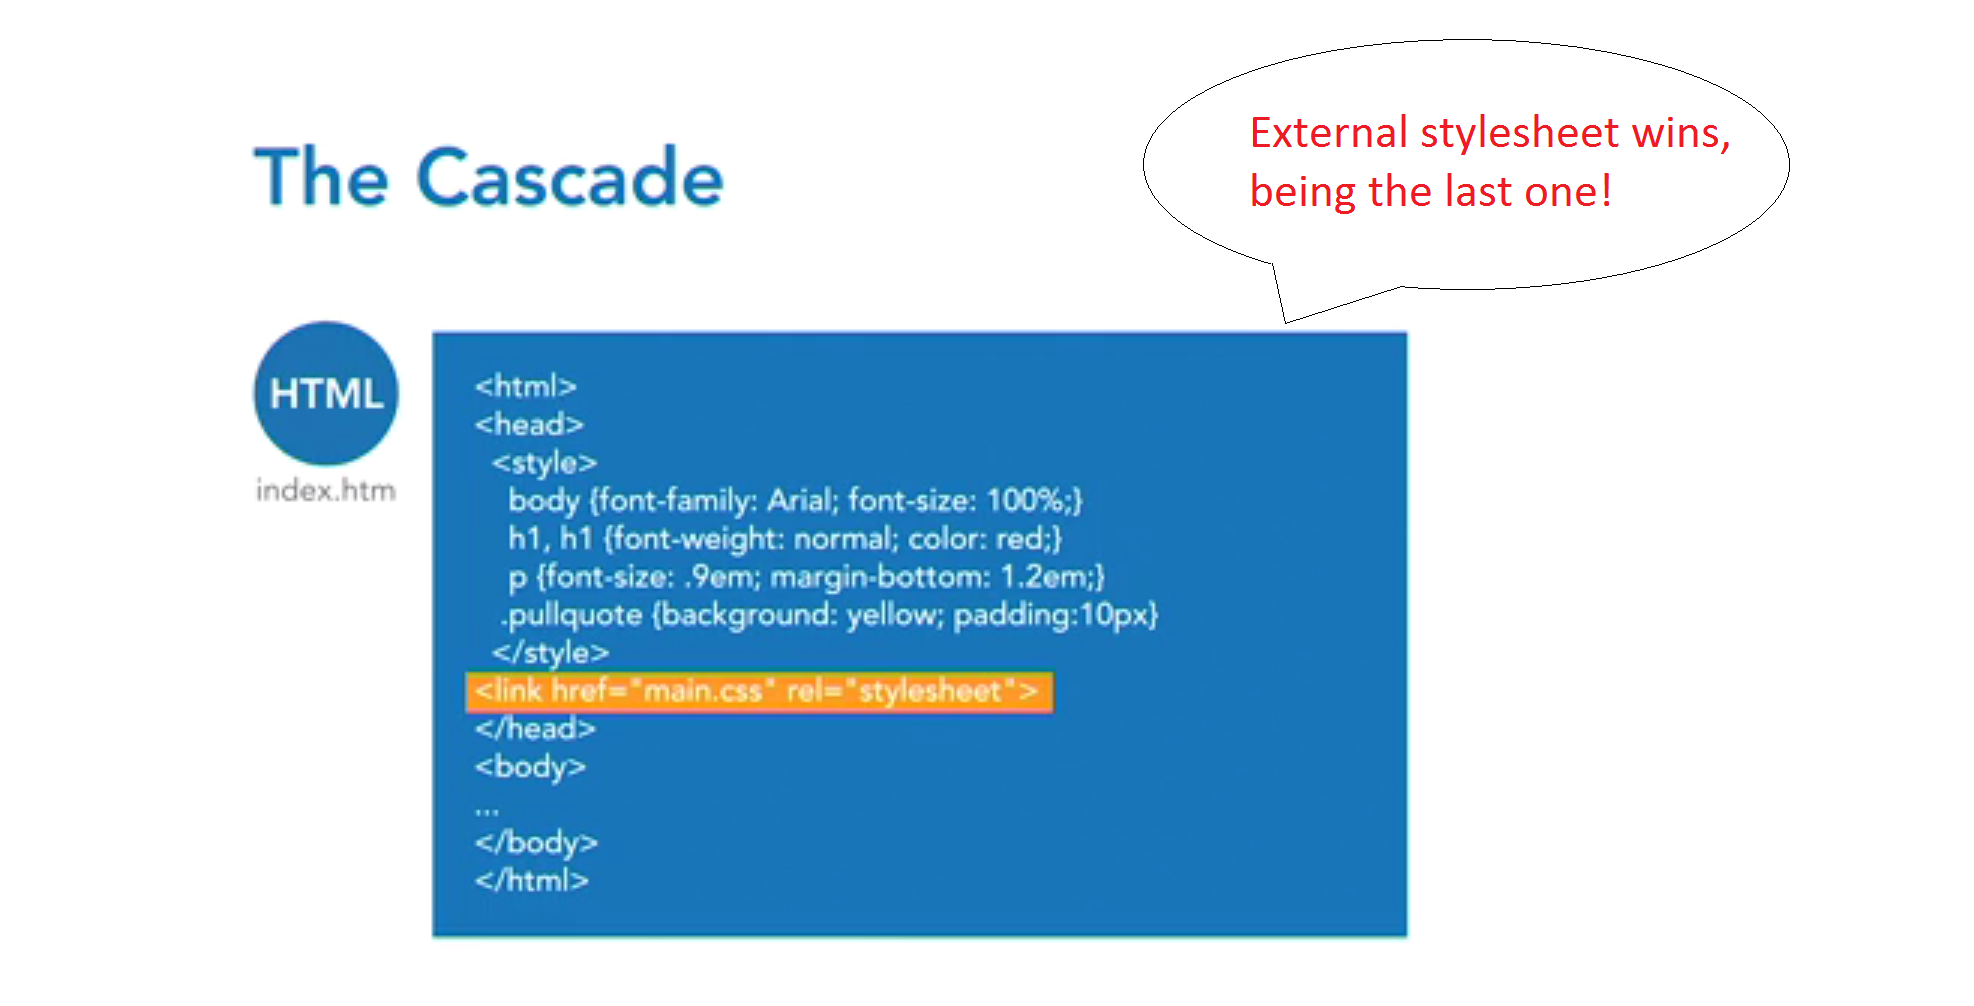 The Cascade
External stylesheet wins,
being the last one!
HTML
index.htm
<html>
<head>
<style>
body {font-family: Arial; font-size: 100%;}
h1, h1 {font-weight: normal; color: red;}
p {font-size: .9em; margin-bottom: 1.2em;}
.pullquote {background: yellow; padding:10px}
</style>
<link href="main.css" rel="stylesheet">
</head>
<body>
...
</body>
</html>